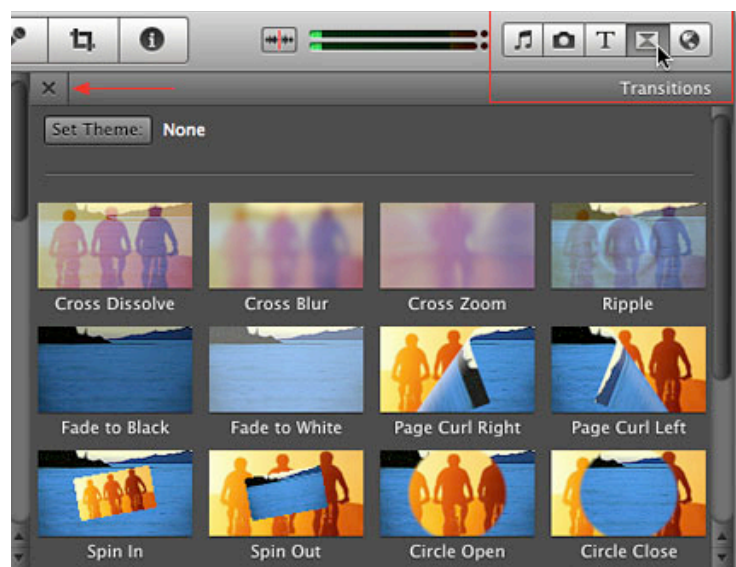 T
Transitions
Set Theme: None
Cross Dissolve Cross Blur Cross Zoom Ripple
Fade to Black Fade to White Page Curl Right Page Curl Left
Spin In Spin Out Circle Open Circle Close